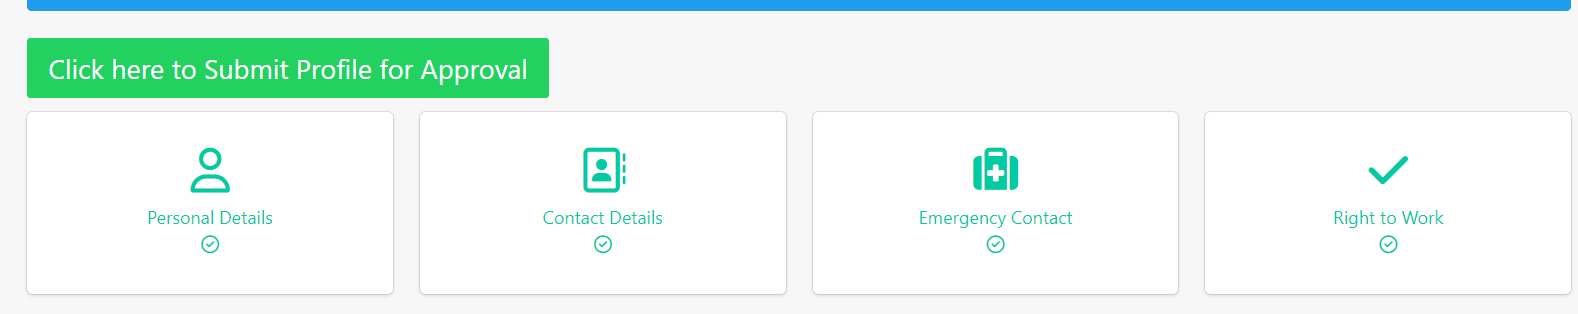 Click here to Submit Profile for Approval
Personal Details
Contact Details
Emergency Contact
Right to Work